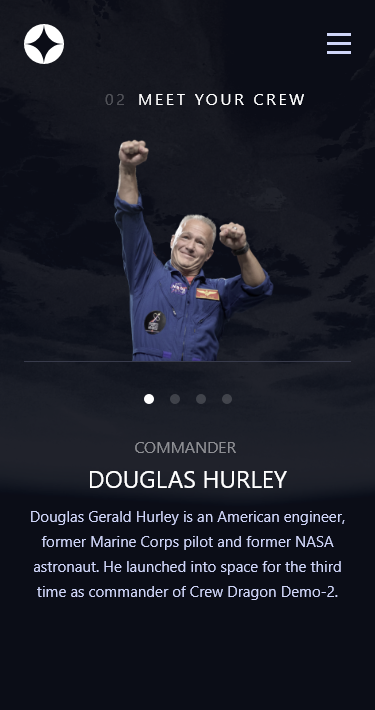 02 MEET YOUR CREW
NASA
COMMANDER
DOUGLAS HURLEY
Douglas Gerald Hurley is an American engineer,
former Marine Corps pilot and former NASA
astronaut. He launched into space for the third
time as commander of Crew Dragon Demo-2.